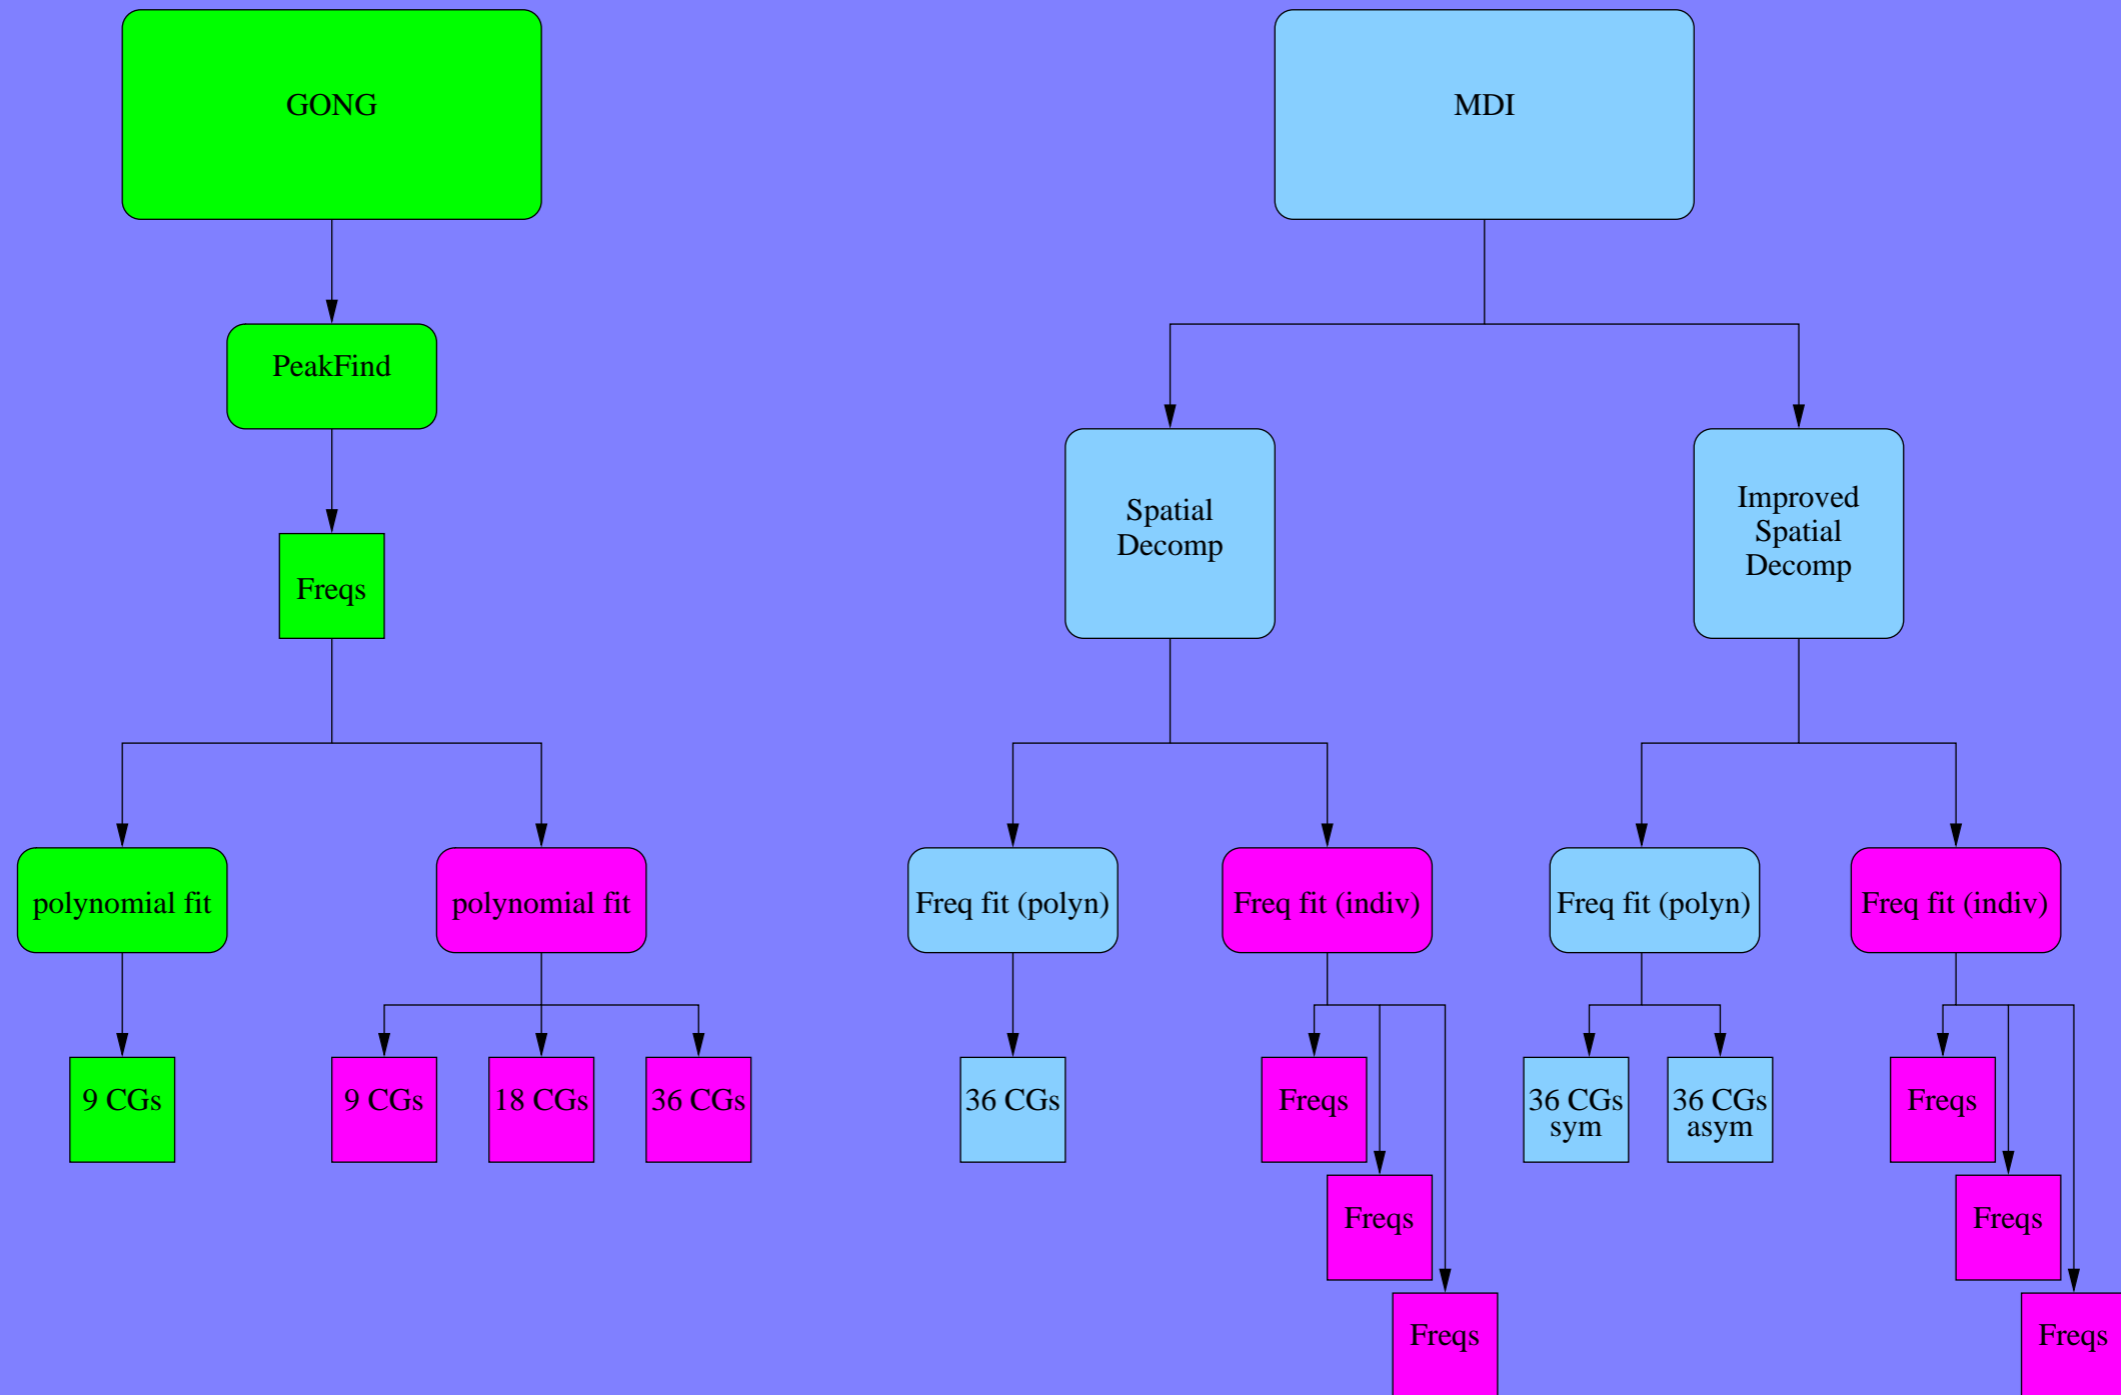 GONG
MDI
PeakFind
Spatial
Decomp
Improved
Spatial
Decomp
Freqs
polynomial fit
polynomial fit
Freq fit (polyn)
Freq fit (indiv)
Freq fit (polyn)
Freq fit (indiv)
9 CGs
9 CGs
18 CGs
36 CGs
36 CGs
Freqs
36 CGs
sym
36 CGs
asym
Freqs
Freqs
Freqs
Freqs
Freqs